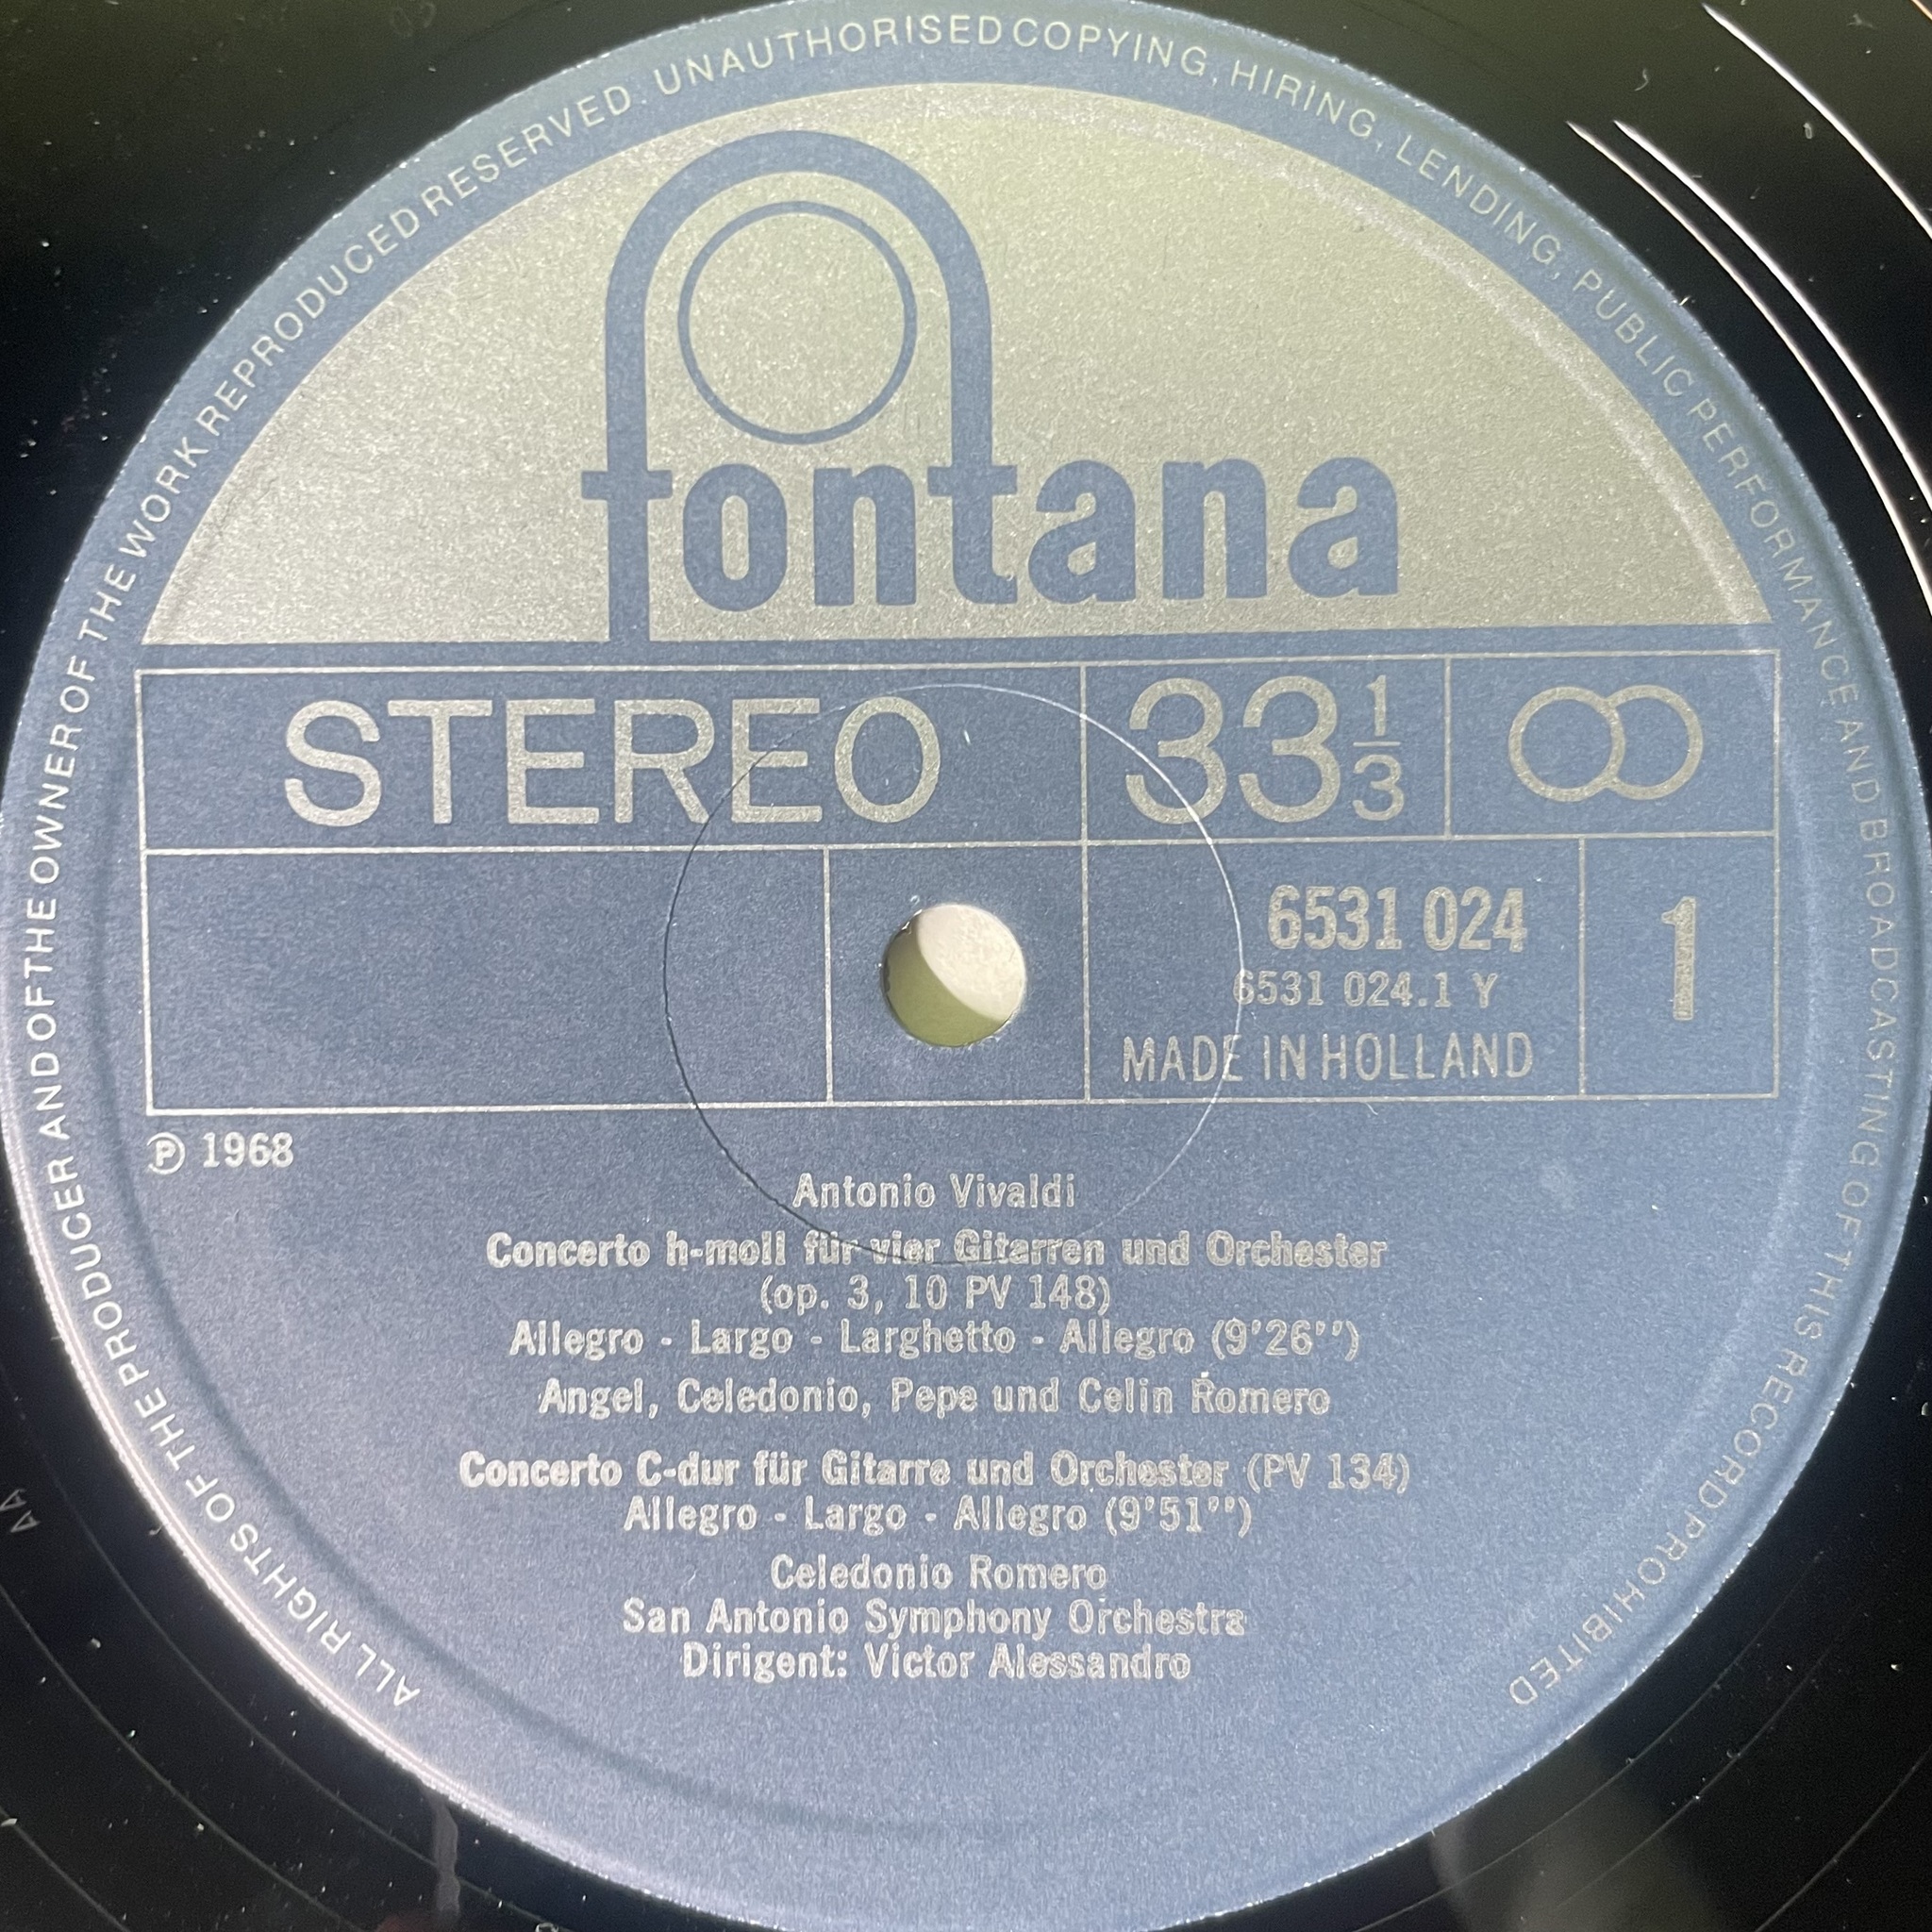 ALL RIGHTS OF THE PRODUCER AND OF THE OWNER OF THE WORK REPRODUCED RESERVED. UNAUTHORISED COPYING, HIRING, LENDING, PUBLIC PERFORMANCE AND BROADCASTING OF THIS RECORD PROHIBITED
fontana
STEREO 33 1/3
6531 024 1
6531 024.1 Y
MADE IN HOLLAND
℗ 1968
Antonio Vivaldi
Concerto h-moll für vier Gitarren und Orchester
(op. 3, 10 PV 148)
Allegro - Largo - Larghetto - Allegro (9'26'')
Angel, Celedonio, Pepe und Celin Romero
Concerto C-dur für Gitarre und Orchester (PV 134)
Allegro - Largo - Allegro (9'51'')
Celedonio Romero
San Antonio Symphony Orchestra
Dirigent: Victor Alessandro